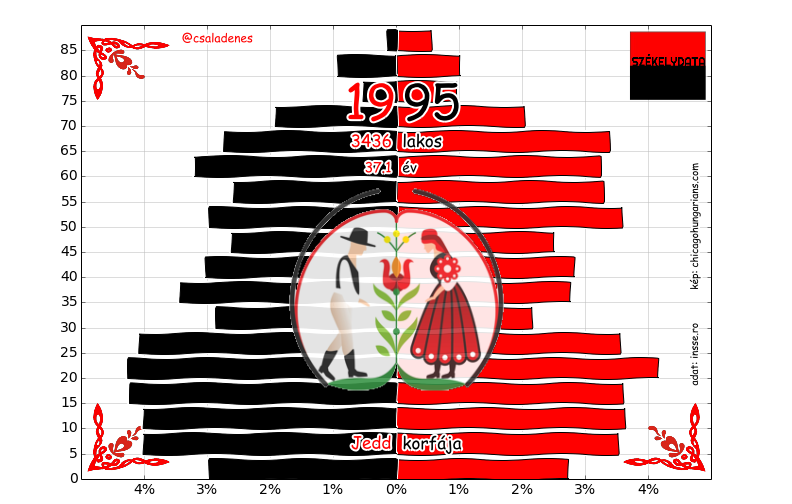 @csaladenes
SZÉKELYDATA
1995
3436 lakos
37.1 év
kép: chicagohungarians.com
adat: insse.ro
Jedd korfája
85
80
75
70
65
60
55
50
45
40
35
30
25
20
15
10
5
0
4% 3% 2% 1% 0% 1% 2% 3% 4%